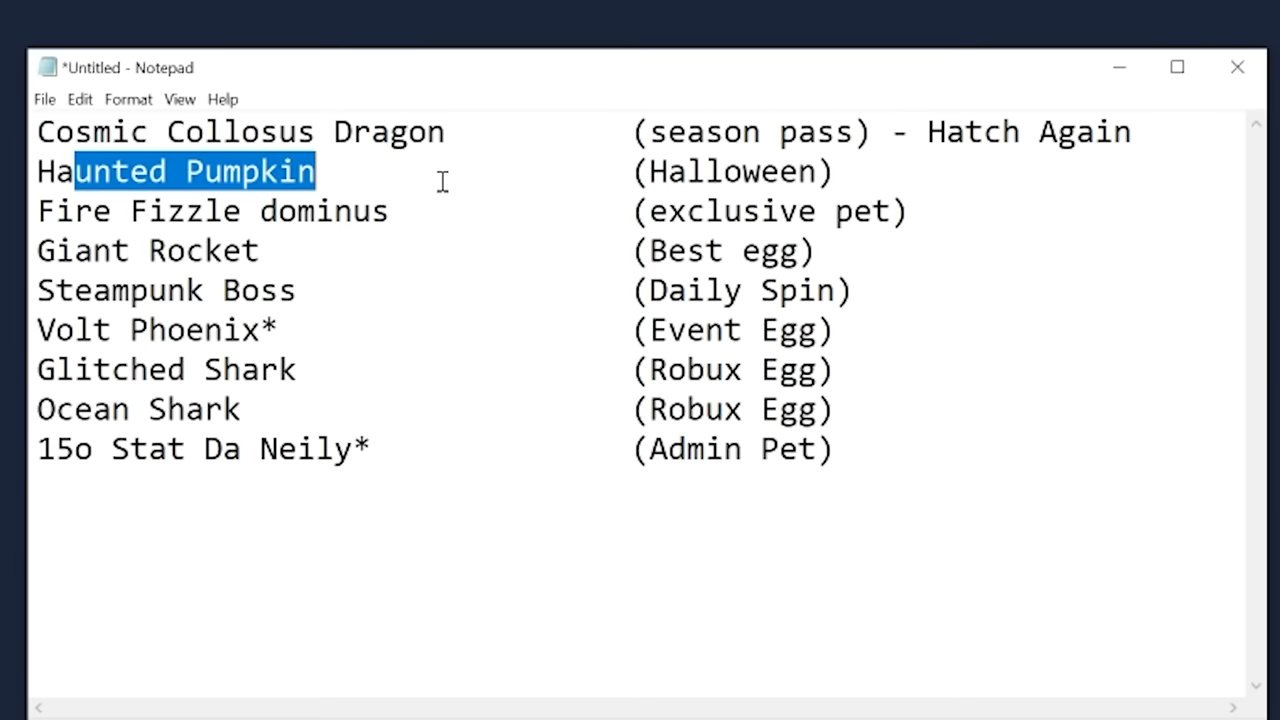 *Untitled - Notepad
File Edit Format View Help
Cosmic Collosus Dragon (season pass) - Hatch Again
Haunted Pumpkin (Halloween)
Fire Fizzle dominus (exclusive pet)
Giant Rocket (Best egg)
Steampunk Boss (Daily Spin)
Volt Phoenix* (Event Egg)
Glitched Shark (Robux Egg)
Ocean Shark (Robux Egg)
15o Stat Da Neily* (Admin Pet)